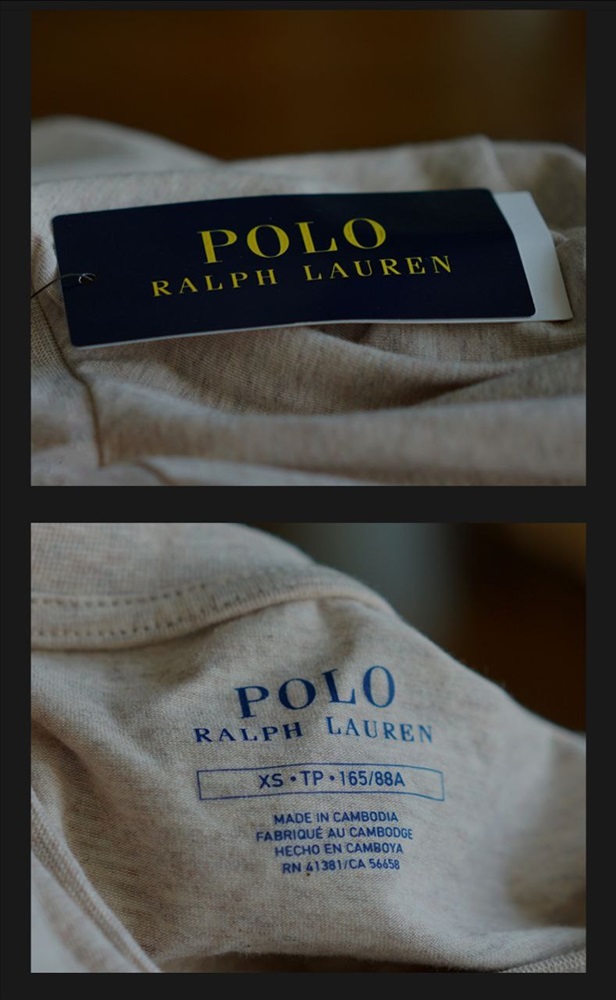 POLO
RALPH LAUREN
POLO
RALPH LAUREN
XS • TP • 165/88A
MADE IN CAMBODIA
FABRIQUÉ AU CAMBODGE
HECHO EN CAMBOYA
RN 41381/CA 56458